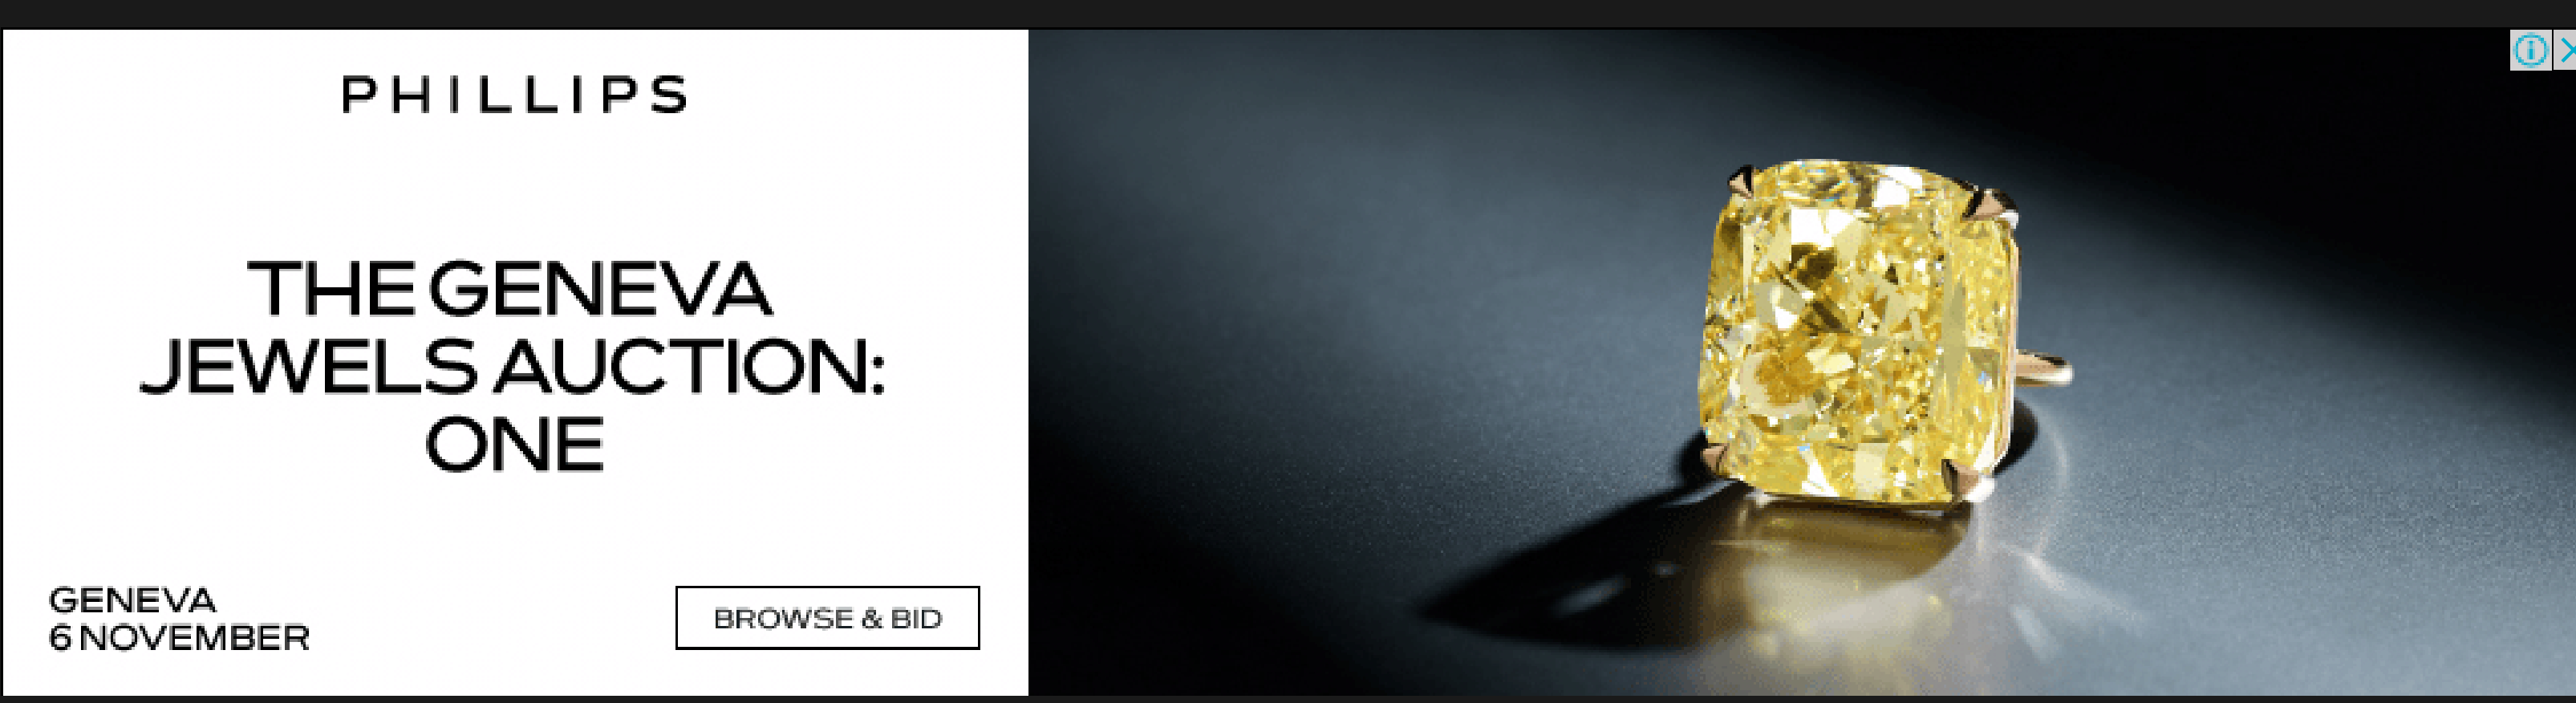 PHILLIPS
THE GENEVA
JEWELS AUCTION:
ONE
GENEVA
6 NOVEMBER
BROWSE & BID